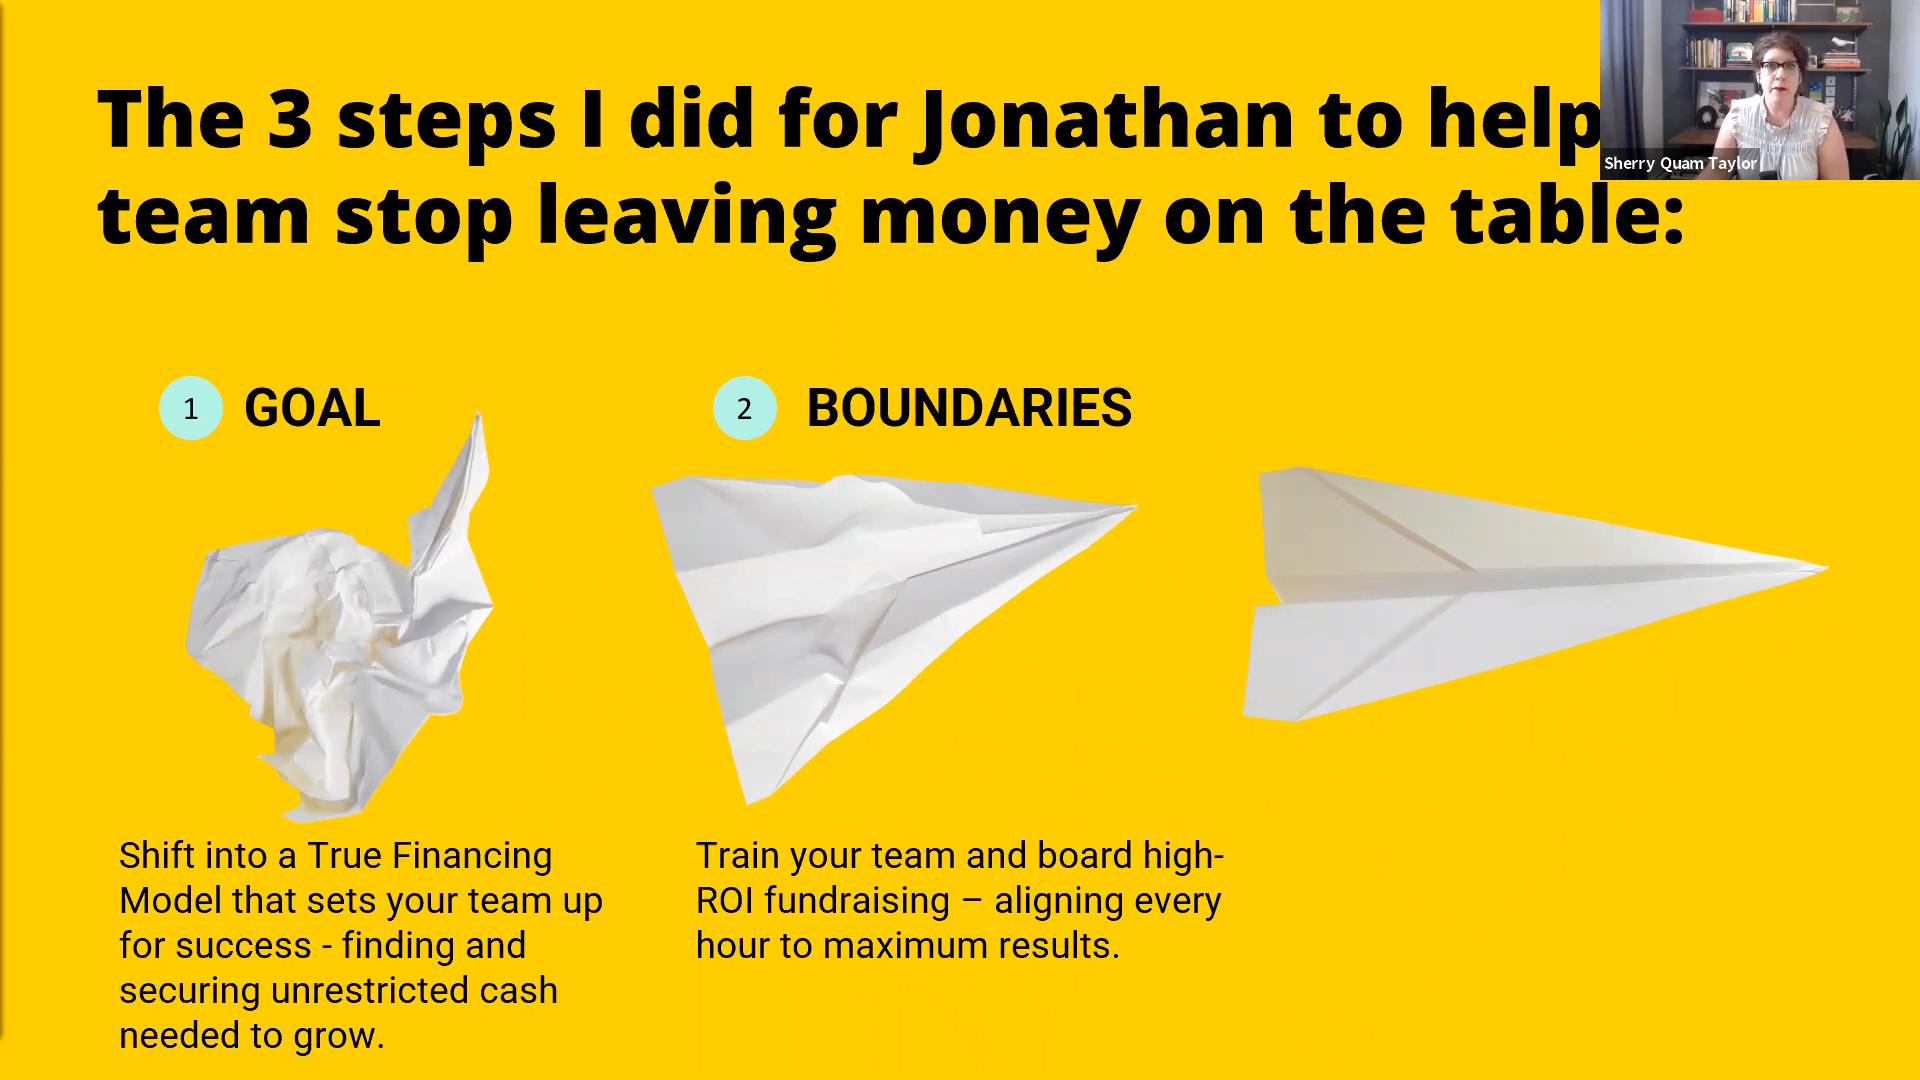 The 3 steps I did for Jonathan to help
team stop leaving money on the table:
Sherry Quam Taylor
1 GOAL
2 BOUNDARIES
Shift into a True Financing
Model that sets your team up
for success - finding and
securing unrestricted cash
needed to grow.
Train your team and board high-
ROI fundraising – aligning every
hour to maximum results.